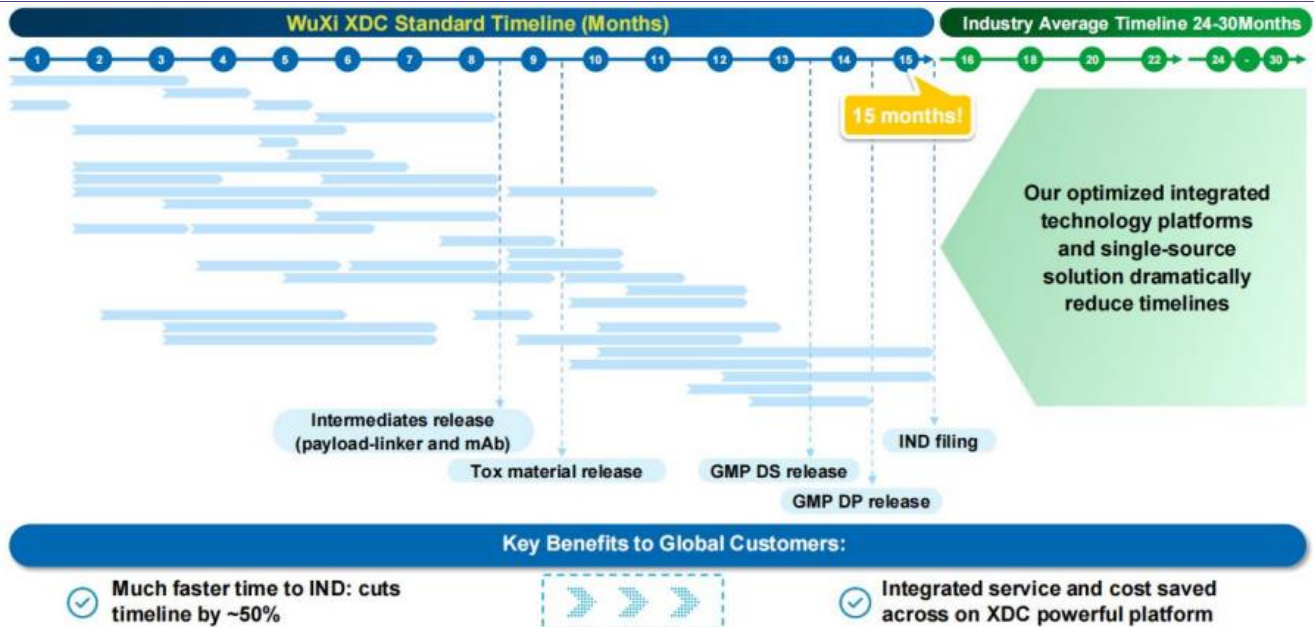 WuXi XDC Standard Timeline (Months)
Industry Average Timeline 24-30Months
1 2 3 4 5 6 7 8 9 10 11 12 13 14 15 16 18 20 22 24 - 30
15 months!
Our optimized integrated
technology platforms
and single-source
solution dramatically
reduce timelines
Intermediates release
(payload-linker and mAb)
IND filing
Tox material release
GMP DS release
GMP DP release
Key Benefits to Global Customers:
Much faster time to IND: cuts
timeline by ~50%
Integrated service and cost saved
across on XDC powerful platform